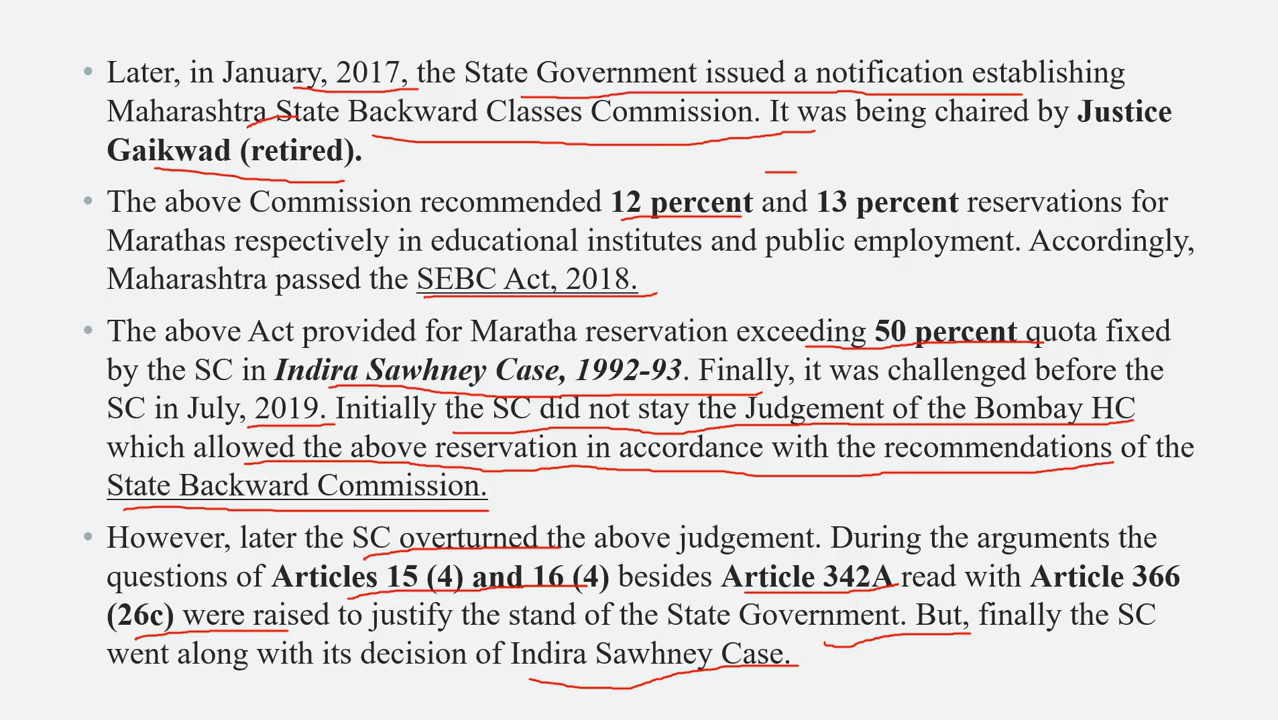 • Later, in January, 2017, the State Government issued a notification establishing
Maharashtra State Backward Classes Commission. It was being chaired by Justice
Gaikwad (retired).
• The above Commission recommended 12 percent and 13 percent reservations for
Marathas respectively in educational institutes and public employment. Accordingly,
Maharashtra passed the SEBC Act, 2018.
• The above Act provided for Maratha reservation exceeding 50 percent quota fixed
by the SC in Indira Sawhney Case, 1992-93. Finally, it was challenged before the
SC in July, 2019. Initially the SC did not stay the Judgement of the Bombay HC
which allowed the above reservation in accordance with the recommendations of the
State Backward Commission.
• However, later the SC overturned the above judgement. During the arguments the
questions of Articles 15 (4) and 16 (4) besides Article 342A read with Article 366
(26c) were raised to justify the stand of the State Government. But, finally the SC
went along with its decision of Indira Sawhney Case.